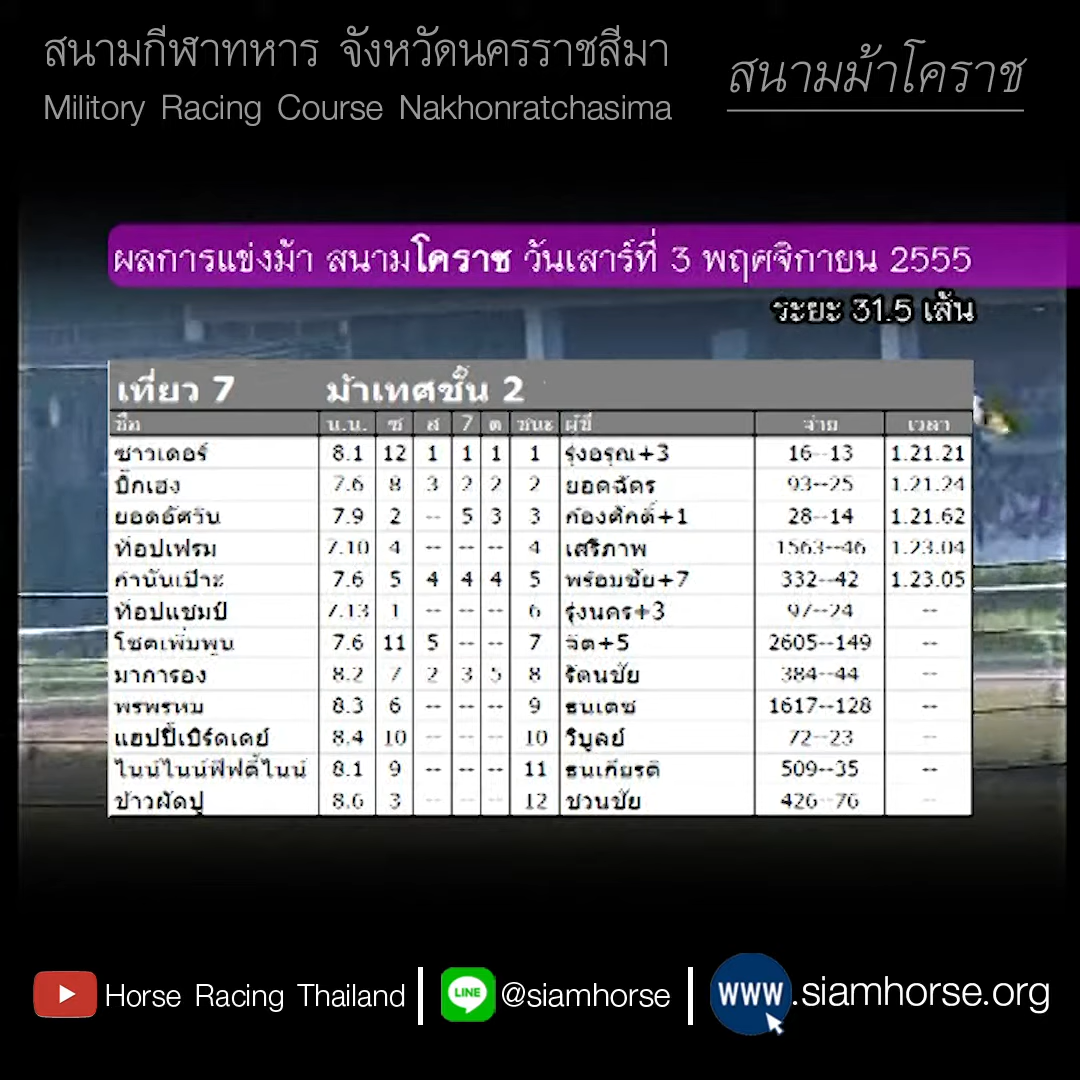 สนามกีฬาทหาร จังหวัดนครราชสีมา
Militory Racing Course Nakhonratchasima
สนามม้าโคราช
ผลการแข่งม้า สนามโคราช วันเสาร์ที่ 3 พฤศจิกายน 2555
ระยะ 31.5 เส้น
เที่ยว 7 ม้าเทศชั้น 2
ชื่อ น.น. ซ ส 7 ต ชนะ ผู้ขี่ จ่าย เวลา
ซาวเดอร์ 8.1 12 1 1 1 1 รุ่งอรุณ+3 16--13 1.21.21
บิ๊กเฮง 7.6 8 3 2 2 2 ยอดฉัตร 93--25 1.21.24
ยอดอัศวิน 7.9 2 -- 5 3 3 ก้องศักดิ์+1 28--14 1.21.62
ท็อปเฟรม 7.10 4 -- -- -- 4 เสรีภาพ 1563--46 1.23.04
กำนันเป๊าะ 7.6 5 4 4 4 5 พร้อมชัย+7 332--42 1.23.05
ท็อปแชมป์ 7.13 1 -- -- -- 6 รุ่งนคร+3 97--24 --
โชคเพิ่มพูน 7.6 11 5 -- -- 7 จิต+5 2605--149 --
มาการอง 8.2 7 2 3 5 8 รัตนชัย 384--44 --
พรพรหม 8.3 6 -- -- -- 9 ธนเดช 1617--128 --
แฮปปี้เบิร์ดเดย์ 8.4 10 -- -- -- 10 วิบูลย์ 72--23 --
ไนน์ไนน์ฟิฟตี้ไนน์ 8.1 9 -- -- -- 11 ธนเกียรติ 509--35 --
ข้าวผัดปู 8.6 3 -- -- -- 12 ชวนชัย 426--76 --
Horse Racing Thailand | LINE @siamhorse | www.siamhorse.org